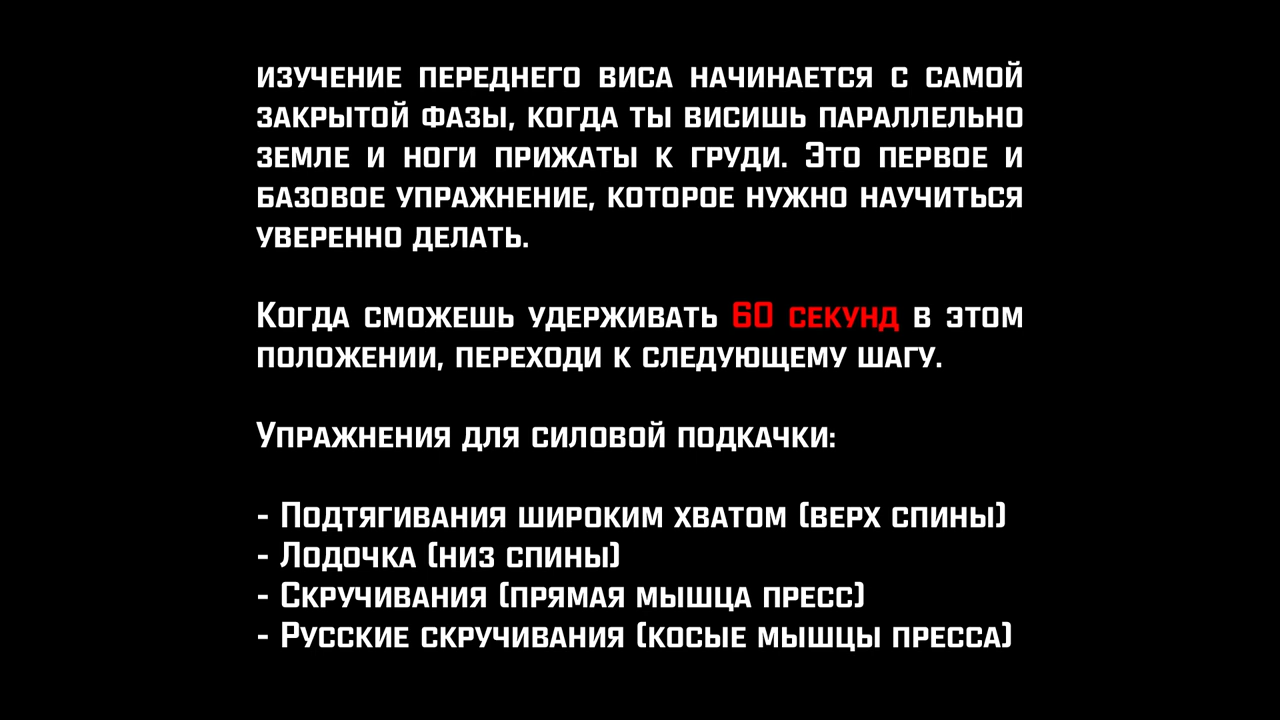 изучение переднего виса начинается с самой
закрытой фазы, когда ты висишь параллельно
земле и ноги прижаты к груди. Это первое и
базовое упражнение, которое нужно научиться
уверенно делать.
Когда сможешь удерживать 60 секунд в этом
положении, переходи к следующему шагу.
Упражнения для силовой подкачки:
- Подтягивания широким хватом (верх спины)
- Лодочка (низ спины)
- Скручивания (прямая мышца пресс)
- Русские скручивания (косые мышцы пресса)